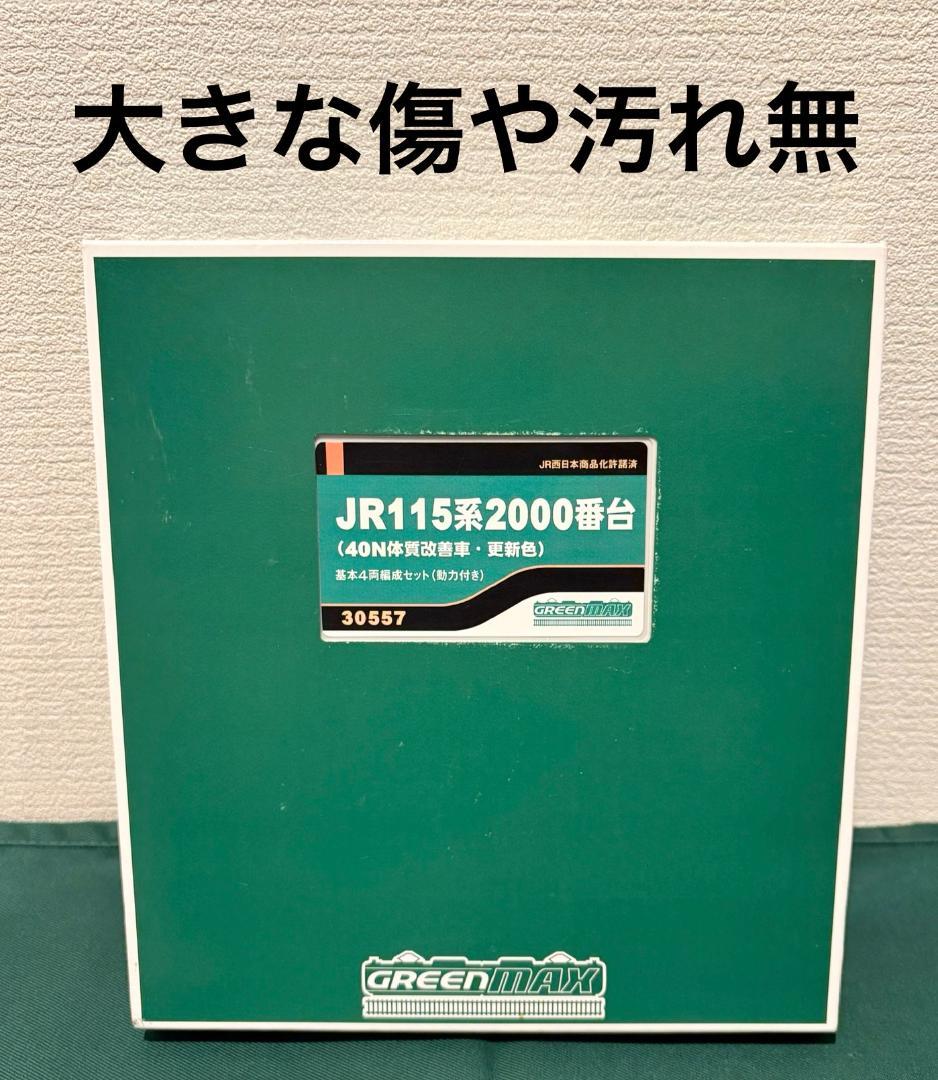 大きな傷や汚れ無
JR西日本商品化許諾済
JR115系2000番台
（40N体質改善車・更新色）
基本4両編成セット（動力付き）
30557
GREENMAX
GREENMAX